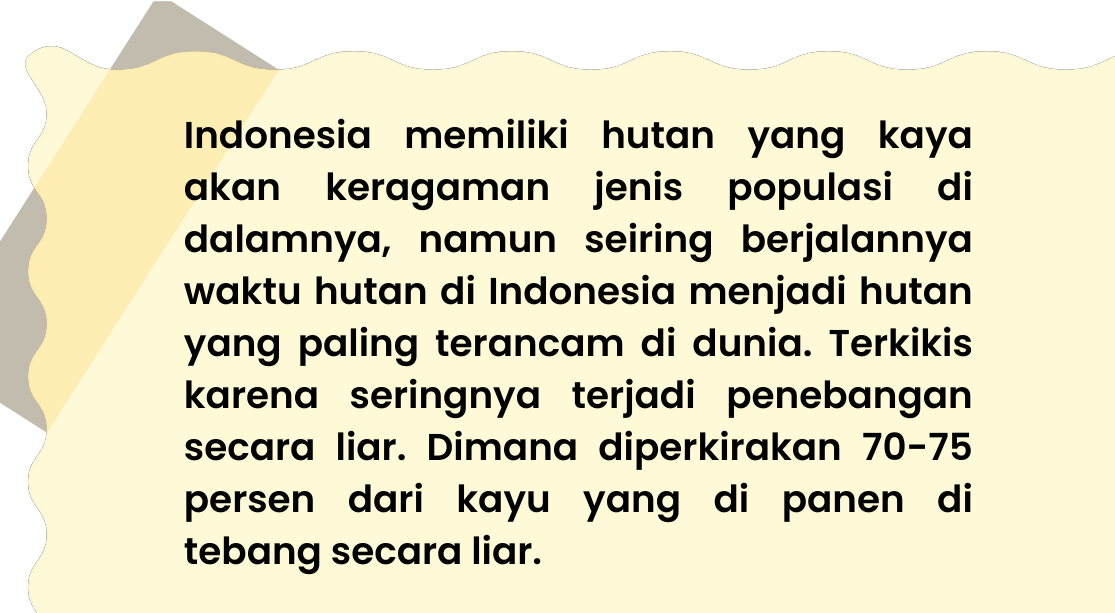 Indonesia memiliki hutan yang kaya
akan keragaman jenis populasi di
dalamnya, namun seiring berjalannya
waktu hutan di Indonesia menjadi hutan
yang paling terancam di dunia. Terkikis
karena seringnya terjadi penebangan
secara liar. Dimana diperkirakan 70-75
persen dari kayu yang di panen di
tebang secara liar.